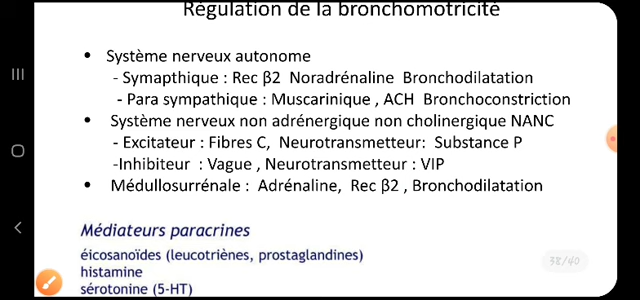 Régulation de la bronchomotricité
• Système nerveux autonome
- Symapthique : Rec β2 Noradrénaline Bronchodilatation
- Para sympathique : Muscarinique , ACH Bronchoconstriction
• Système nerveux non adrénergique non cholinergique NANC
- Excitateur : Fibres C, Neurotransmetteur: Substance P
-Inhibiteur : Vague , Neurotransmetteur : VIP
• Médullosurrénale : Adrénaline, Rec β2 , Bronchodilatation
Médiateurs paracrines
éicosanoïdes (leucotriènes, prostaglandines)
histamine
sérotonine (5-HT)
38/40